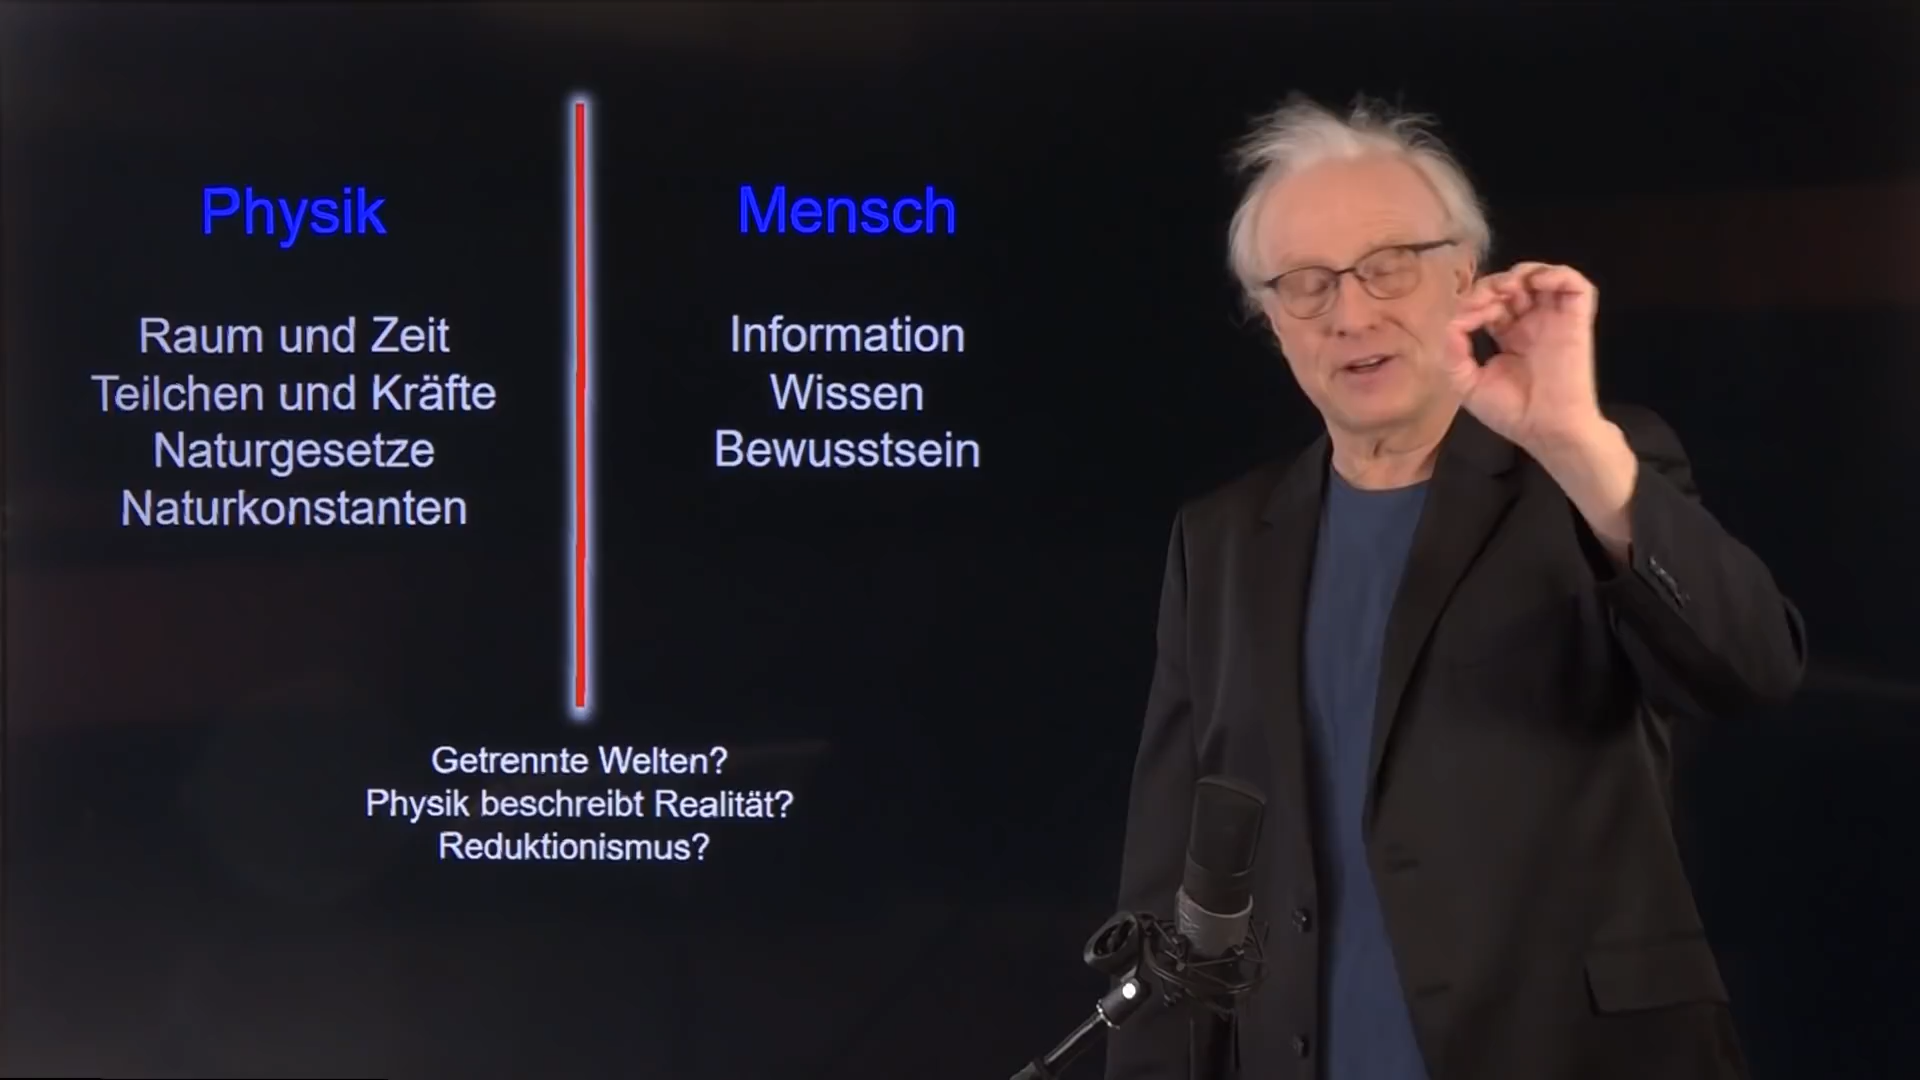 Physik
Raum und Zeit
Teilchen und Kräfte
Naturgesetze
Naturkonstanten
Mensch
Information
Wissen
Bewusstsein
Getrennte Welten?
Physik beschreibt Realität?
Reduktionismus?